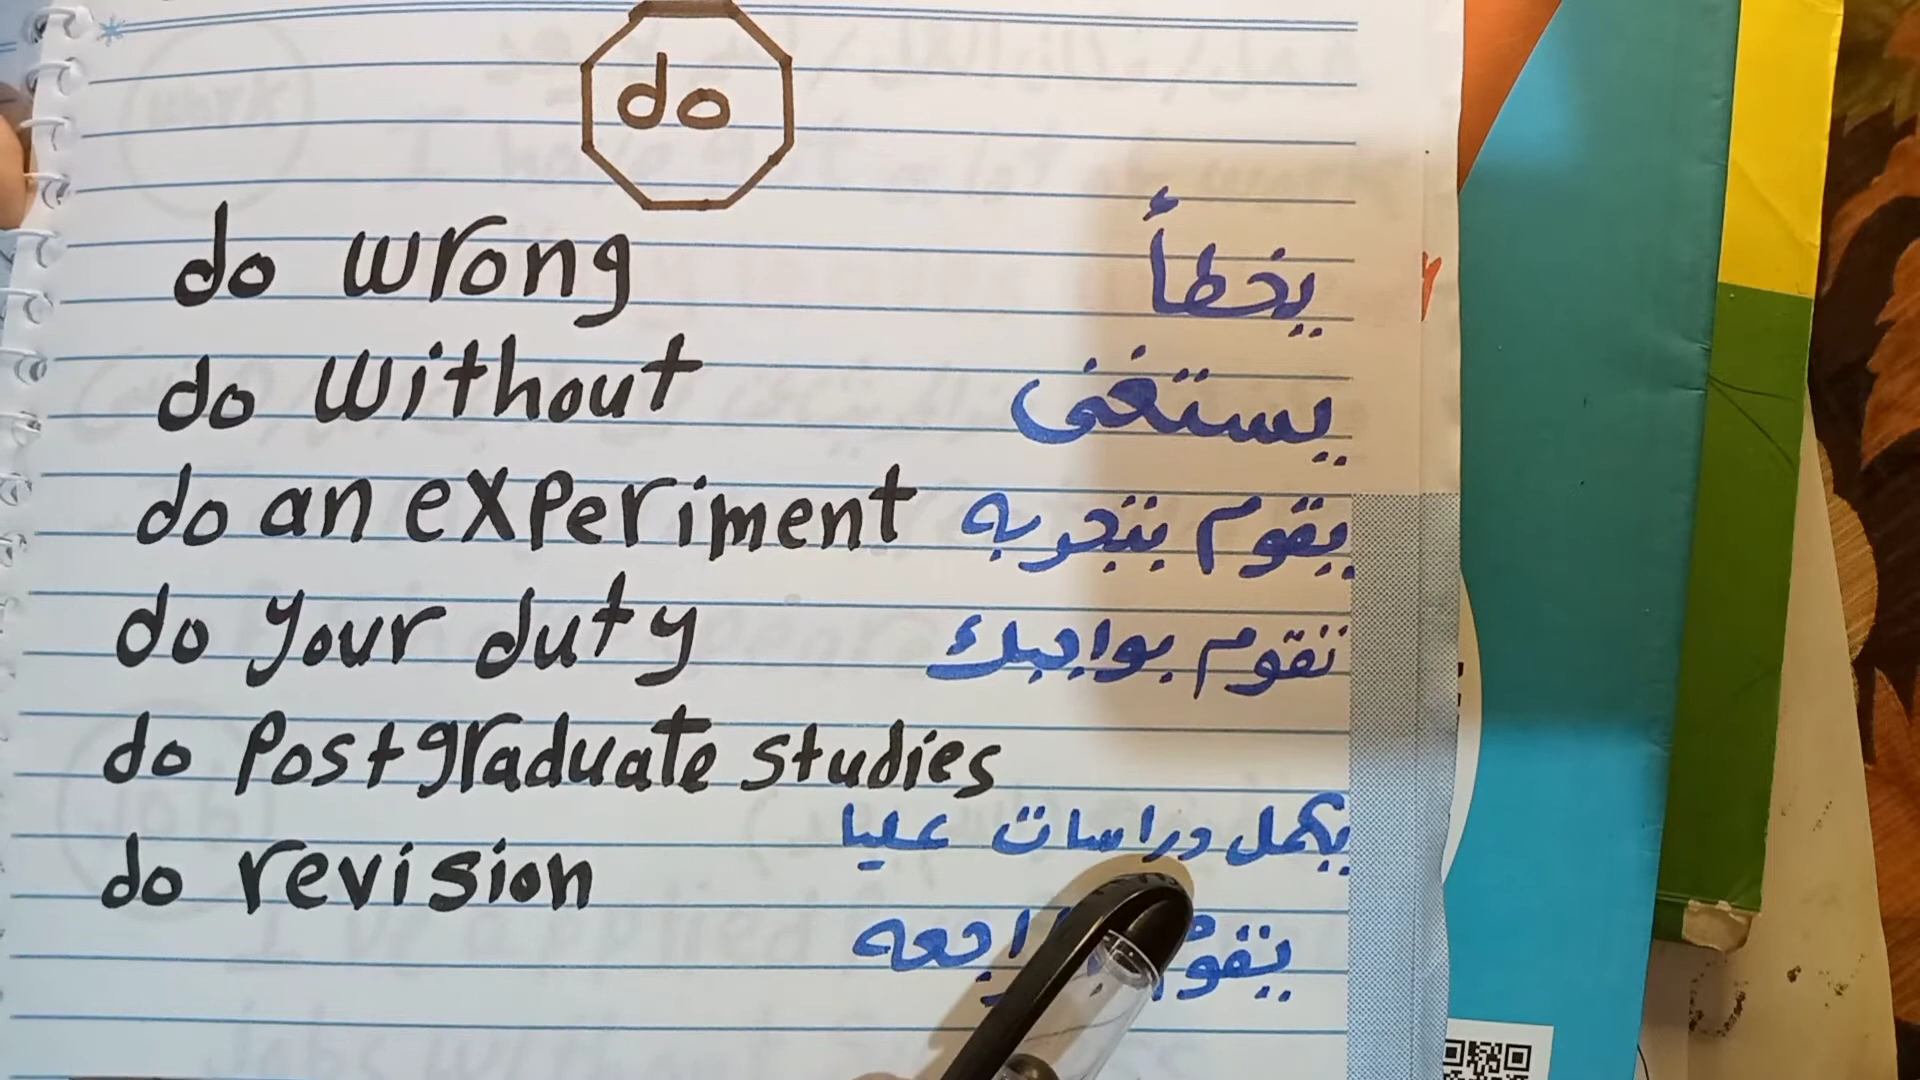 do
do wrong يخطأ
do without يستغنى
do an experiment يقوم بتجربه
do your duty تقوم بواجبك
do Postgraduate studies
يكمل دراسات عليا
do revision